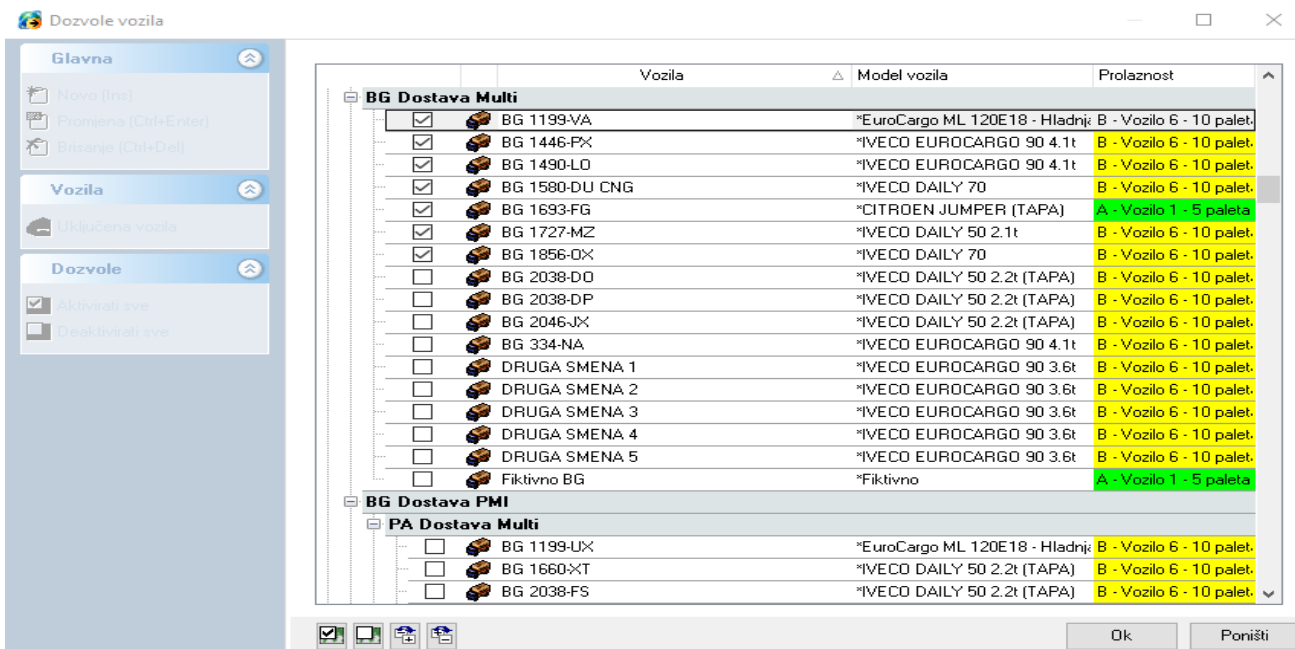 Dozvole vozila
Glavna
Novo (Ins)
Promjena (Ctrl+Enter)
Brisanje (Ctrl+Del)
Vozila
Uključena vozila
Dozvole
Aktivirati sve
Deaktivirati sve
Vozila Model vozila Prolaznost
BG Dostava Multi
BG 1199-VA *EuroCargo ML 120E18 - Hladnja B - Vozilo 6 - 10 palet
BG 1446-PX *IVECO EUROCARGO 90 4.1t B - Vozilo 6 - 10 palet
BG 1490-LO *IVECO EUROCARGO 90 4.1t B - Vozilo 6 - 10 palet
BG 1580-DU CNG *IVECO DAILY 70 B - Vozilo 6 - 10 palet
BG 1693-FG *CITROEN JUMPER (TAPA) A - Vozilo 1 - 5 paleta
BG 1727-MZ *IVECO DAILY 50 2.1t B - Vozilo 6 - 10 palet
BG 1856-OX *IVECO DAILY 70 B - Vozilo 6 - 10 palet
BG 2038-DO *IVECO DAILY 50 2.2t (TAPA) B - Vozilo 6 - 10 palet
BG 2038-DP *IVECO DAILY 50 2.2t (TAPA) B - Vozilo 6 - 10 palet
BG 2046-JX *IVECO DAILY 50 2.2t (TAPA) B - Vozilo 6 - 10 palet
BG 334-NA *IVECO EUROCARGO 90 4.1t B - Vozilo 6 - 10 palet
DRUGA SMENA 1 *IVECO EUROCARGO 90 3.6t B - Vozilo 6 - 10 palet
DRUGA SMENA 2 *IVECO EUROCARGO 90 3.6t B - Vozilo 6 - 10 palet
DRUGA SMENA 3 *IVECO EUROCARGO 90 3.6t B - Vozilo 6 - 10 palet
DRUGA SMENA 4 *IVECO EUROCARGO 90 3.6t B - Vozilo 6 - 10 palet
DRUGA SMENA 5 *IVECO EUROCARGO 90 3.6t B - Vozilo 6 - 10 palet
Fiktivno BG *Fiktivno A - Vozilo 1 - 5 paleta
BG Dostava PMI
PA Dostava Multi
BG 1199-UX *EuroCargo ML 120E18 - Hladnja B - Vozilo 6 - 10 palet
BG 1660-XT *IVECO DAILY 50 2.2t (TAPA) B - Vozilo 6 - 10 palet
BG 2038-FS *IVECO DAILY 50 2.2t (TAPA) B - Vozilo 6 - 10 palet
Ok Poništi